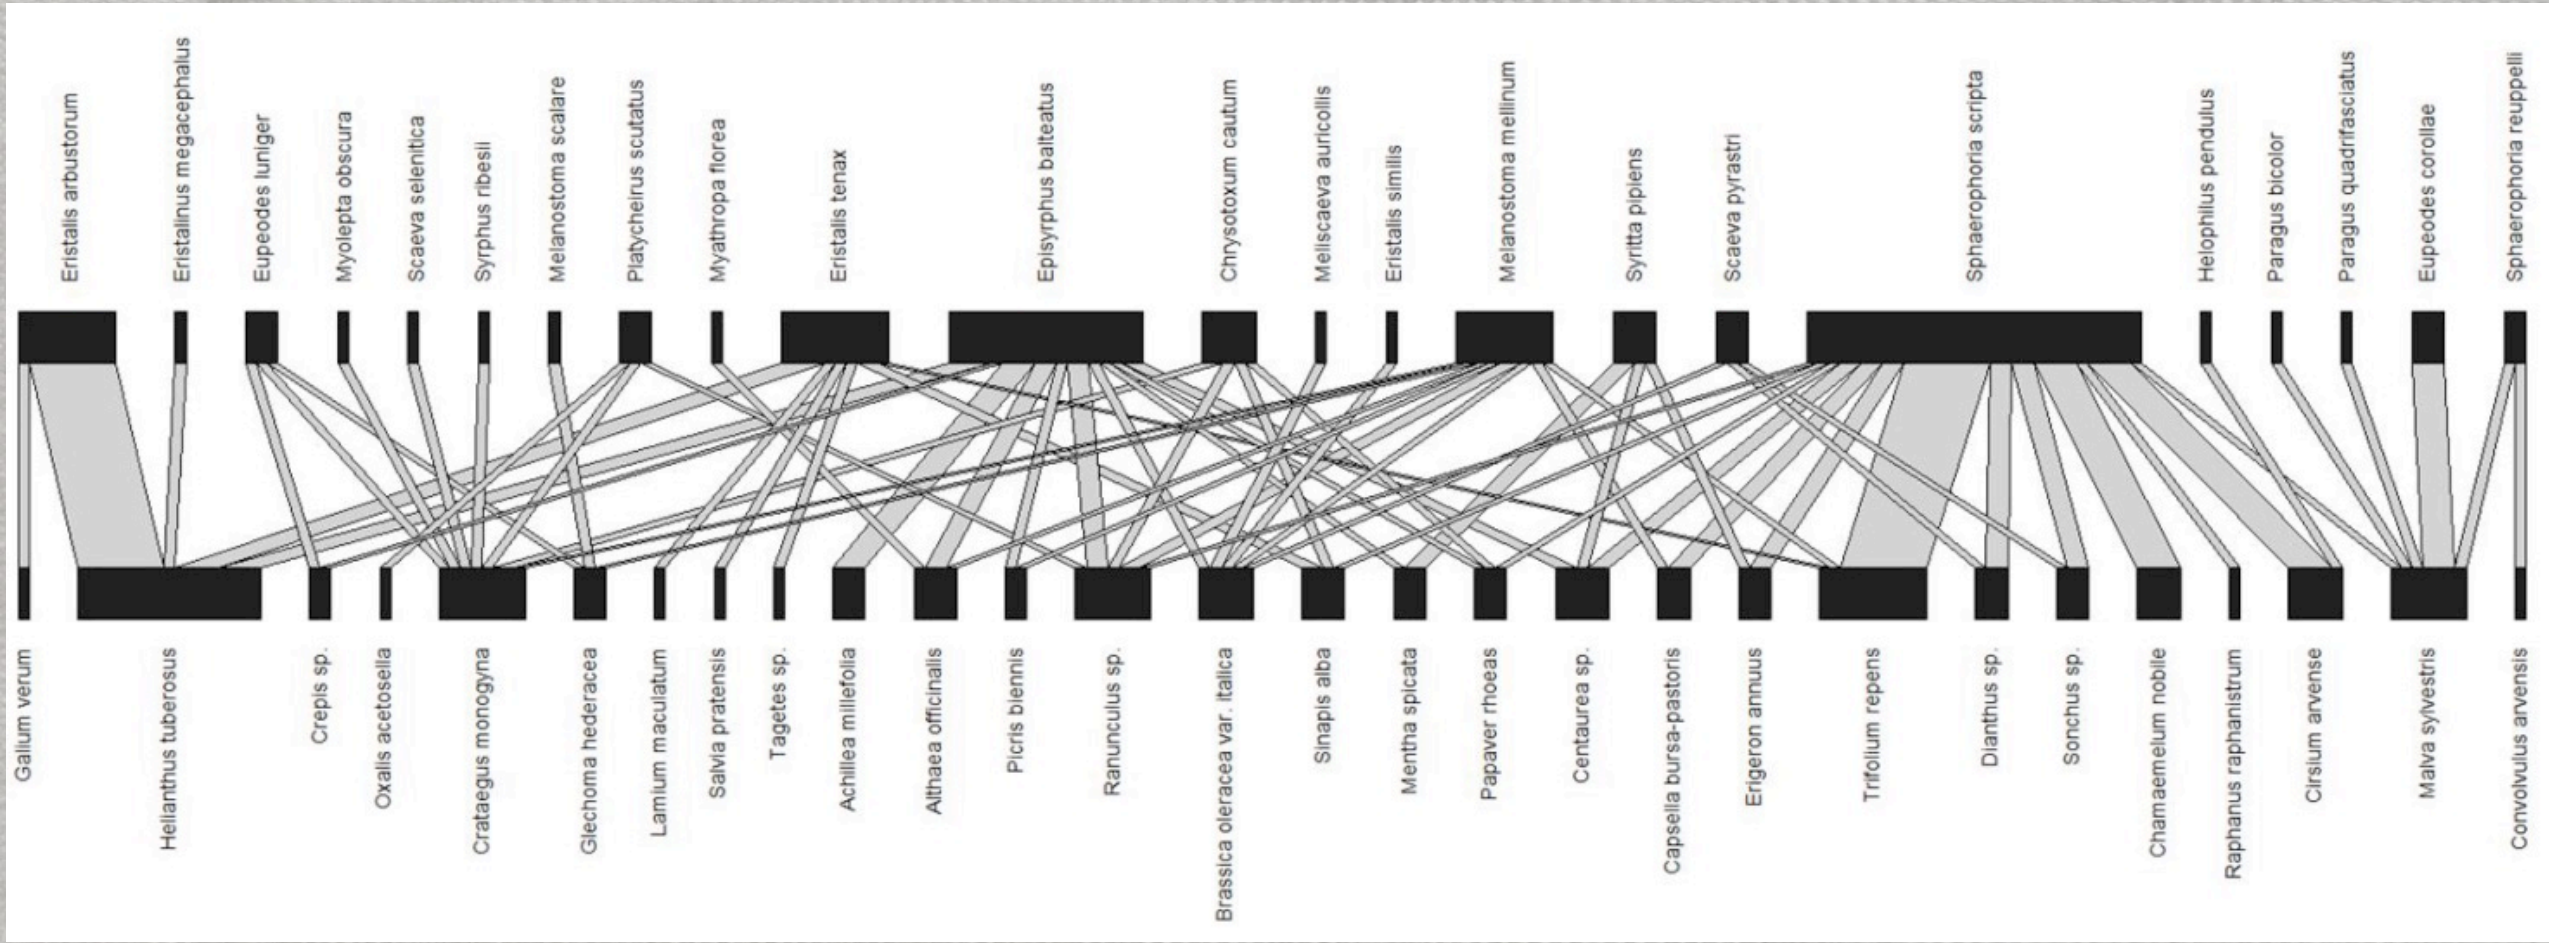 Eristalis arbustorum
Eristalinus megacephalus
Eupeodes luniger
Myolepta obscura
Scaeva selenitica
Syrphus ribesii
Melanostoma scalare
Platycheirus scutatus
Myathropa florea
Eristalis tenax
Episyrphus balteatus
Chrysotoxum cautum
Meliscaeva auricollis
Eristalis similis
Melanostoma mellinum
Syritta pipiens
Scaeva pyrastri
Sphaerophoria scripta
Helophilus pendulus
Paragus bicolor
Paragus quadrifasciatus
Eupeodes corollae
Sphaerophoria reuppelli
Galium verum
Helianthus tuberosus
Crepis sp.
Oxalis acetosella
Crataegus monogyna
Glechoma hederacea
Lamium maculatum
Salvia pratensis
Tagetes sp.
Achillea millefolia
Althaea officinalis
Picris biennis
Ranunculus sp.
Brassica oleracea var. italica
Sinapis alba
Mentha spicata
Papaver rhoeas
Centaurea sp.
Capsella bursa-pastoris
Erigeron annuus
Trifolium repens
Dianthus sp.
Sonchus sp.
Chamaemelum nobile
Raphanus raphanistrum
Cirsium arvense
Malva sylvestris
Convolvulus arvensis